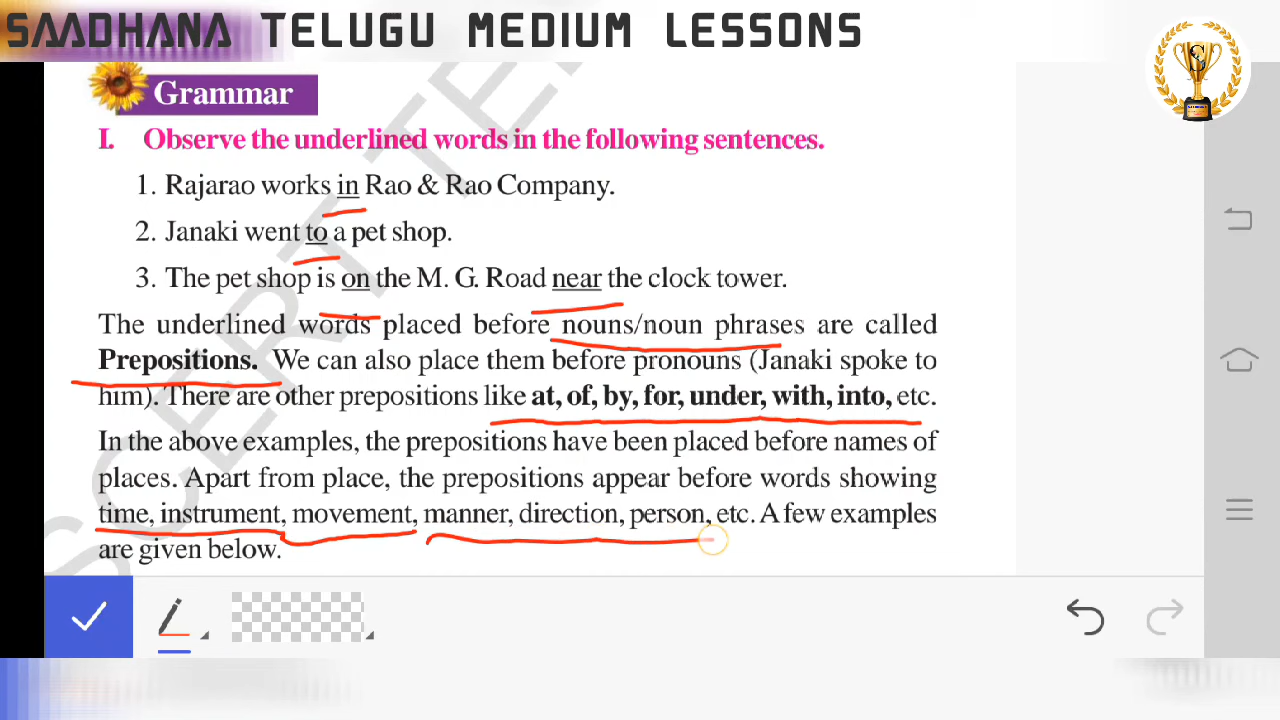 SAADHANA TELUGU MEDIUM LESSONS
Grammar
I. Observe the underlined words in the following sentences.
1. Rajarao works in Rao & Rao Company.
2. Janaki went to a pet shop.
3. The pet shop is on the M. G. Road near the clock tower.
The underlined words placed before nouns/noun phrases are called
Prepositions. We can also place them before pronouns (Janaki spoke to
him). There are other prepositions like at, of, by, for, under, with, into, etc.
In the above examples, the prepositions have been placed before names of
places. Apart from place, the prepositions appear before words showing
time, instrument, movement, manner, direction, person, etc. A few examples
are given below.